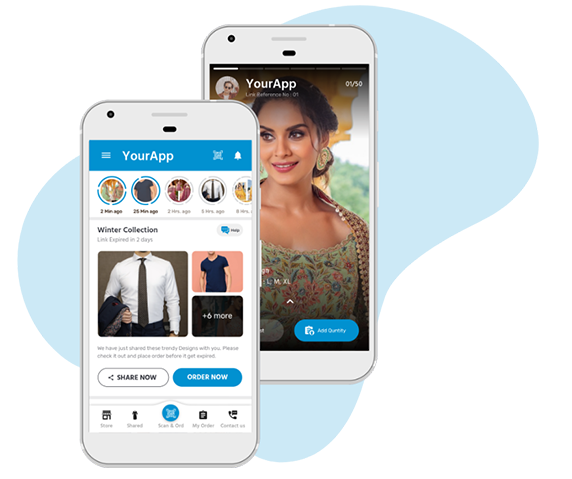 YourApp
Link Reference No : 01
01/50
YourApp
2 Min ago
25 Min ago
2 Hrs. ago
5 Hrs. ago
8 Hrs.
Winter Collection
Help
Link Expired in 2 days
+6 more
L, M, XL
Add Quntity
We have just shared these trendy Designs with you. Please
check it out and place order before it get expired.
SHARE NOW
ORDER NOW
Store
Shared
Scan & Ord
My Order
Contact us